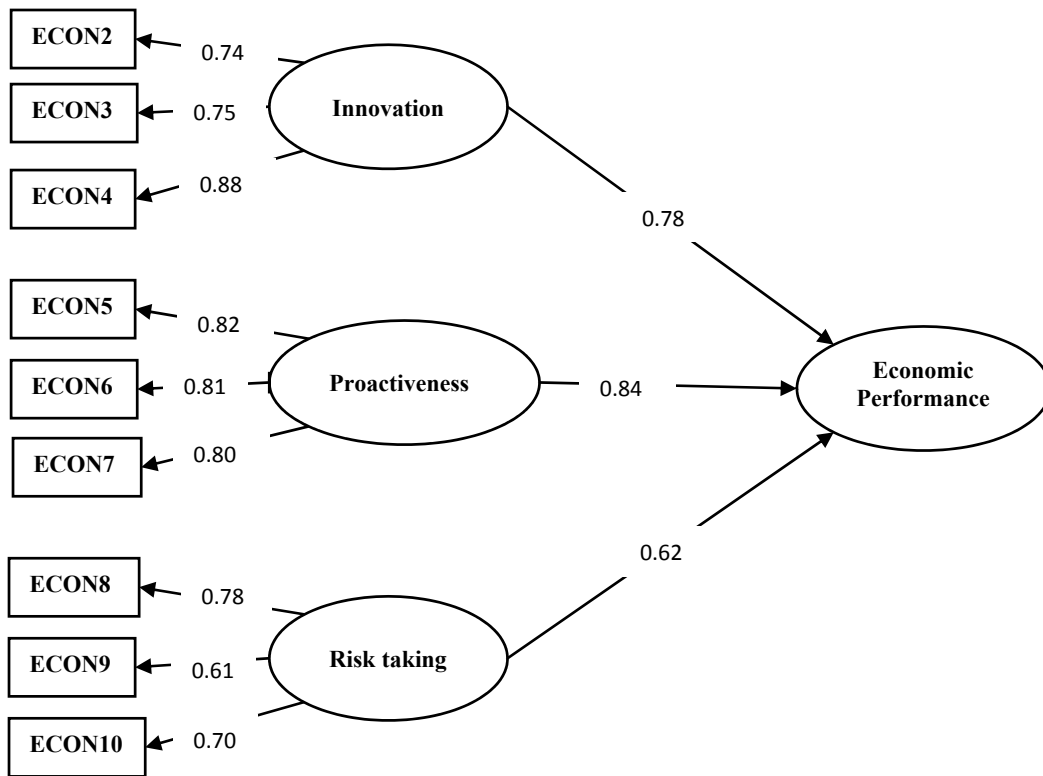 ECON2
0.74
ECON3
0.75
Innovation
ECON4
0.88
0.78
ECON5
0.82
ECON6
0.81
Proactiveness
0.84
Economic
Performance
ECON7
0.80
0.62
ECON8
0.78
ECON9
0.61
Risk taking
ECON10
0.70